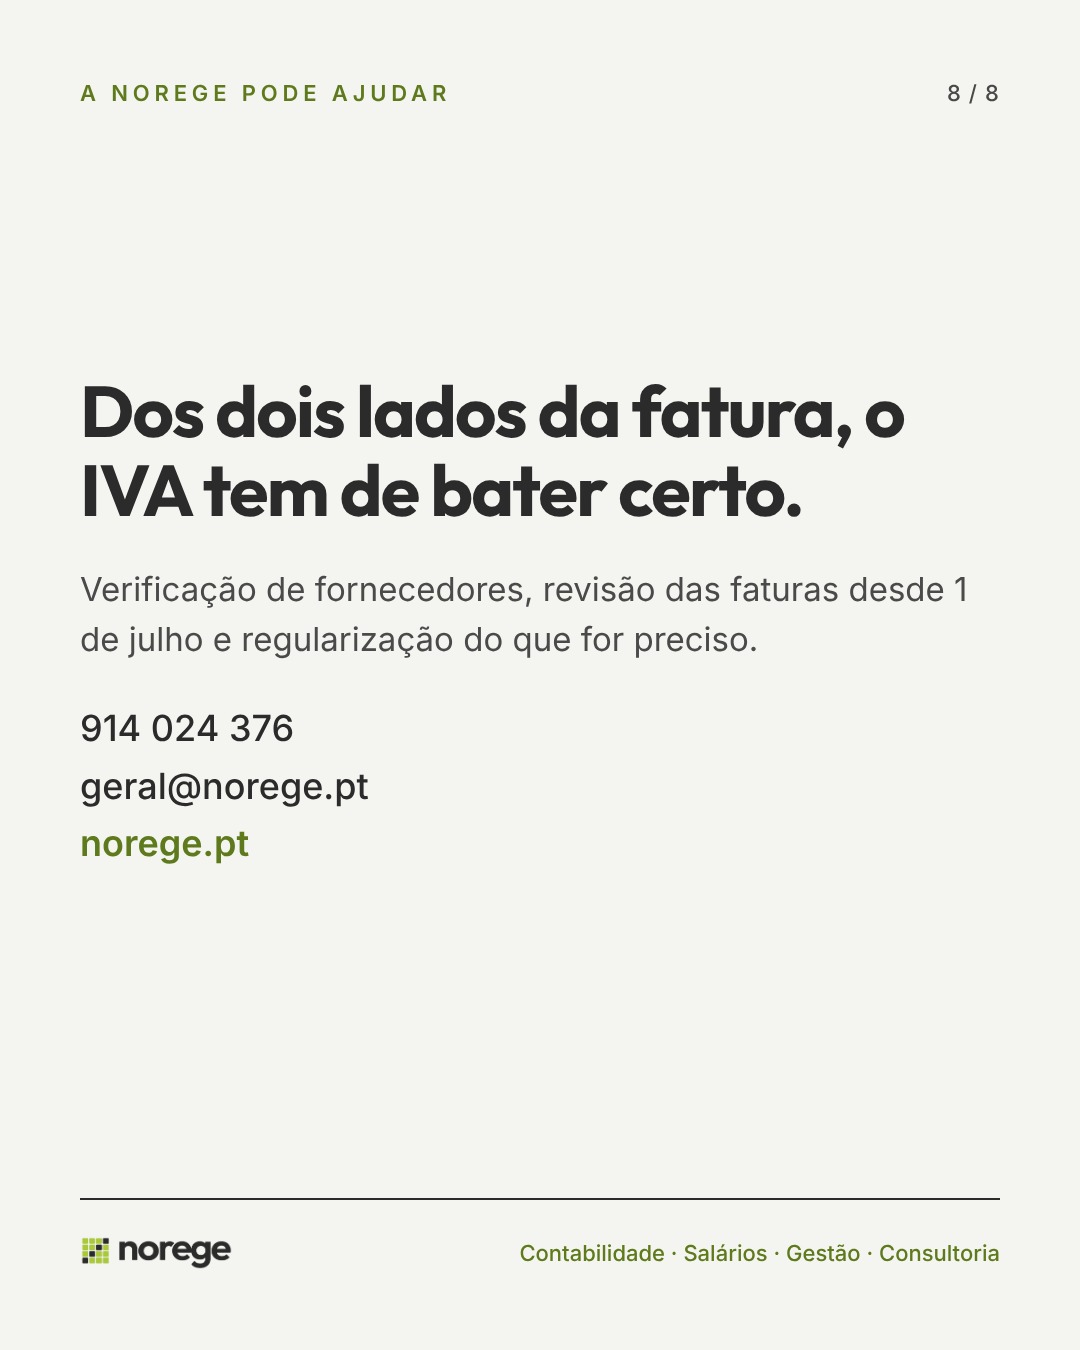 A NOREGE PODE AJUDAR
8 / 8
Dos dois lados da fatura, o
IVA tem de bater certo.
Verificação de fornecedores, revisão das faturas desde 1
de julho e regularização do que for preciso.
914 024 376
geral@norege.pt
norege.pt
norege
Contabilidade · Salários · Gestão · Consultoria